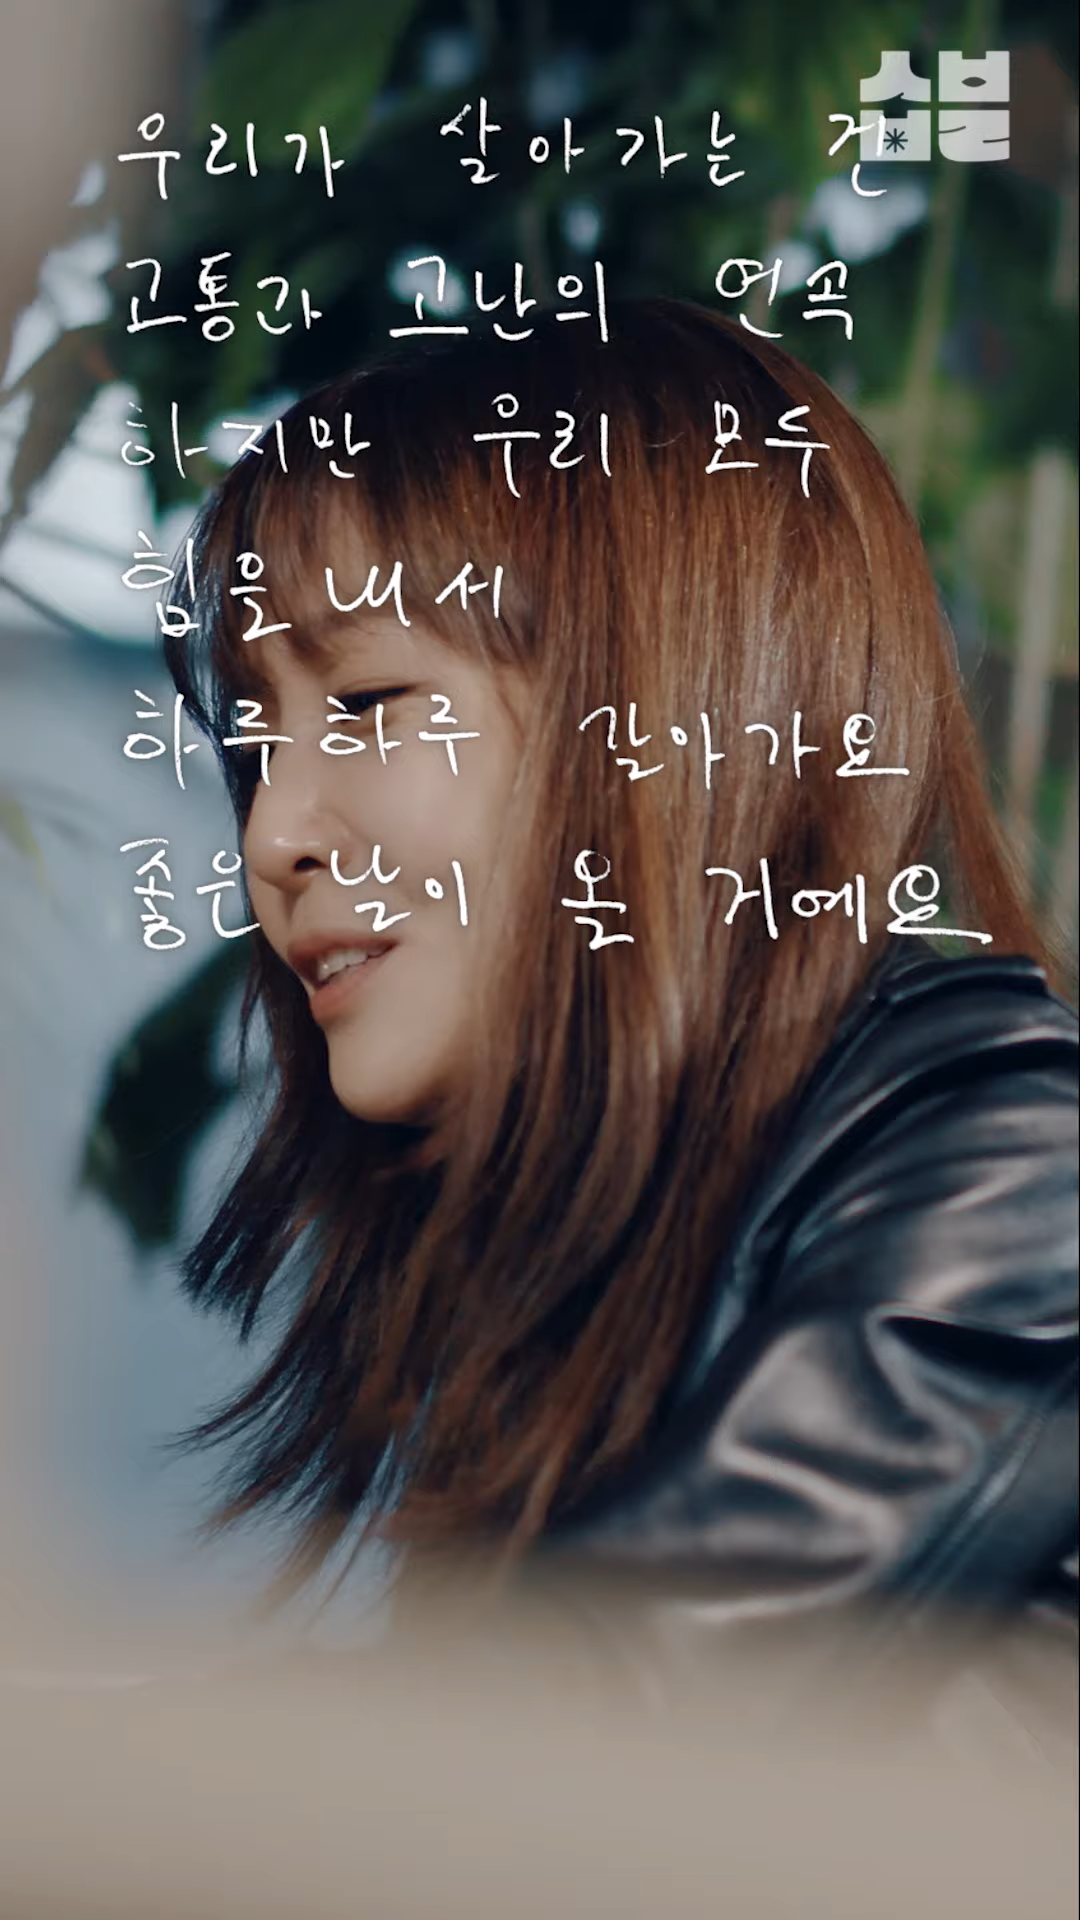 우리가 살아가는 건
고통과 고난의 연속
하지만 우리 모두
힘을 내서
하루하루 갈아가요
좋은 날이 올 거예요